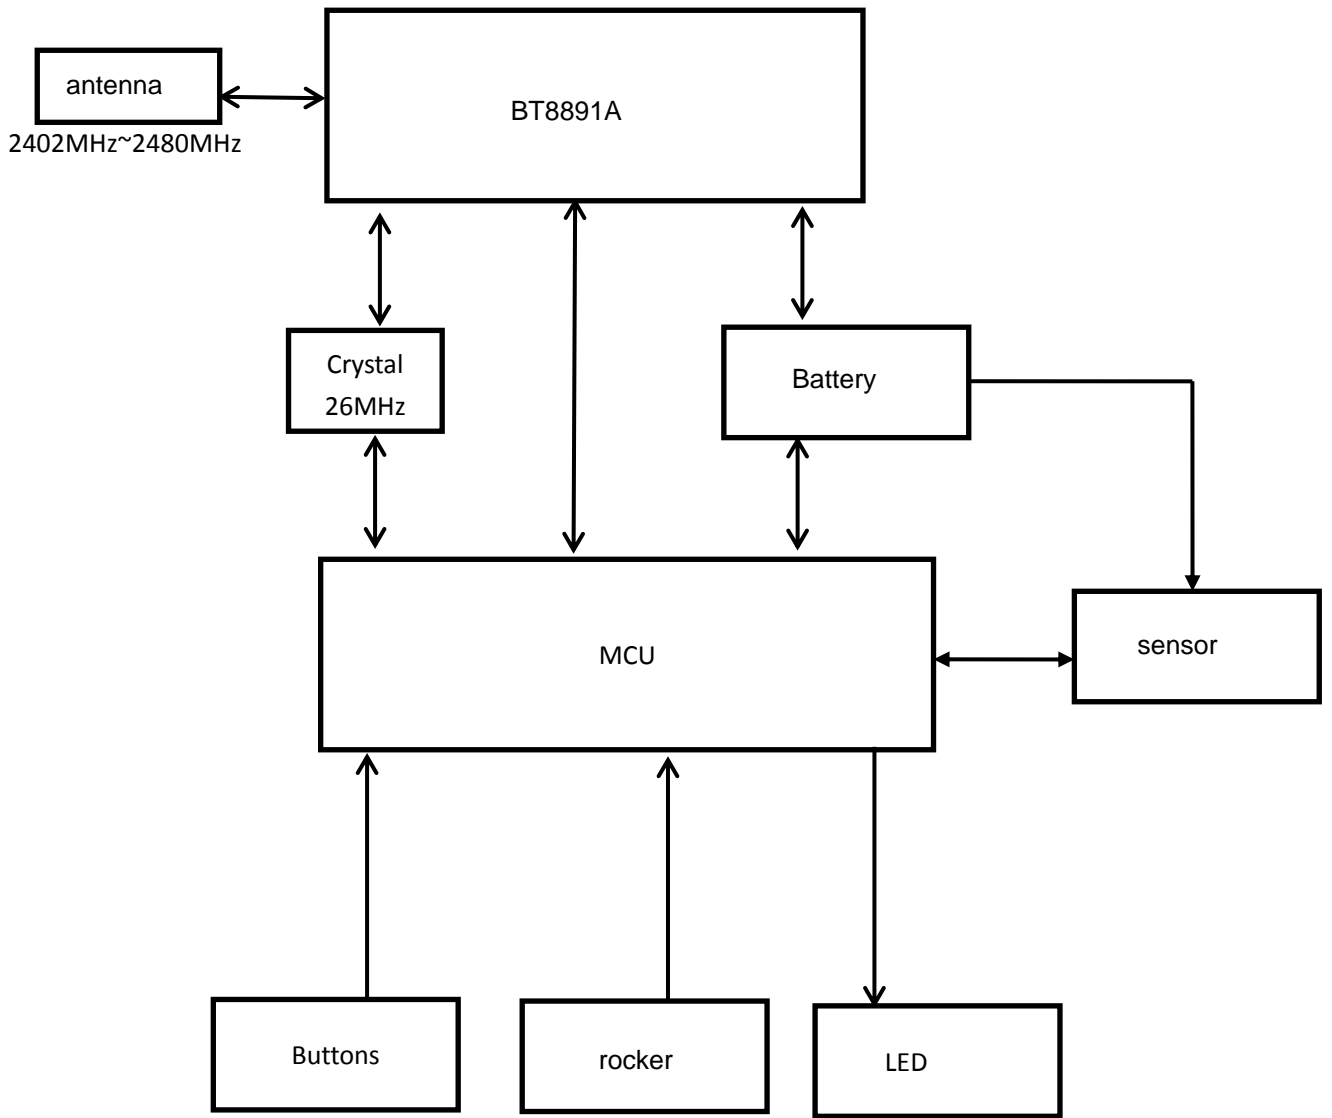 antenna
2402MHz~2480MHz
BT8891A
Crystal
26MHz
Battery
MCU
sensor
Buttons
rocker
LED